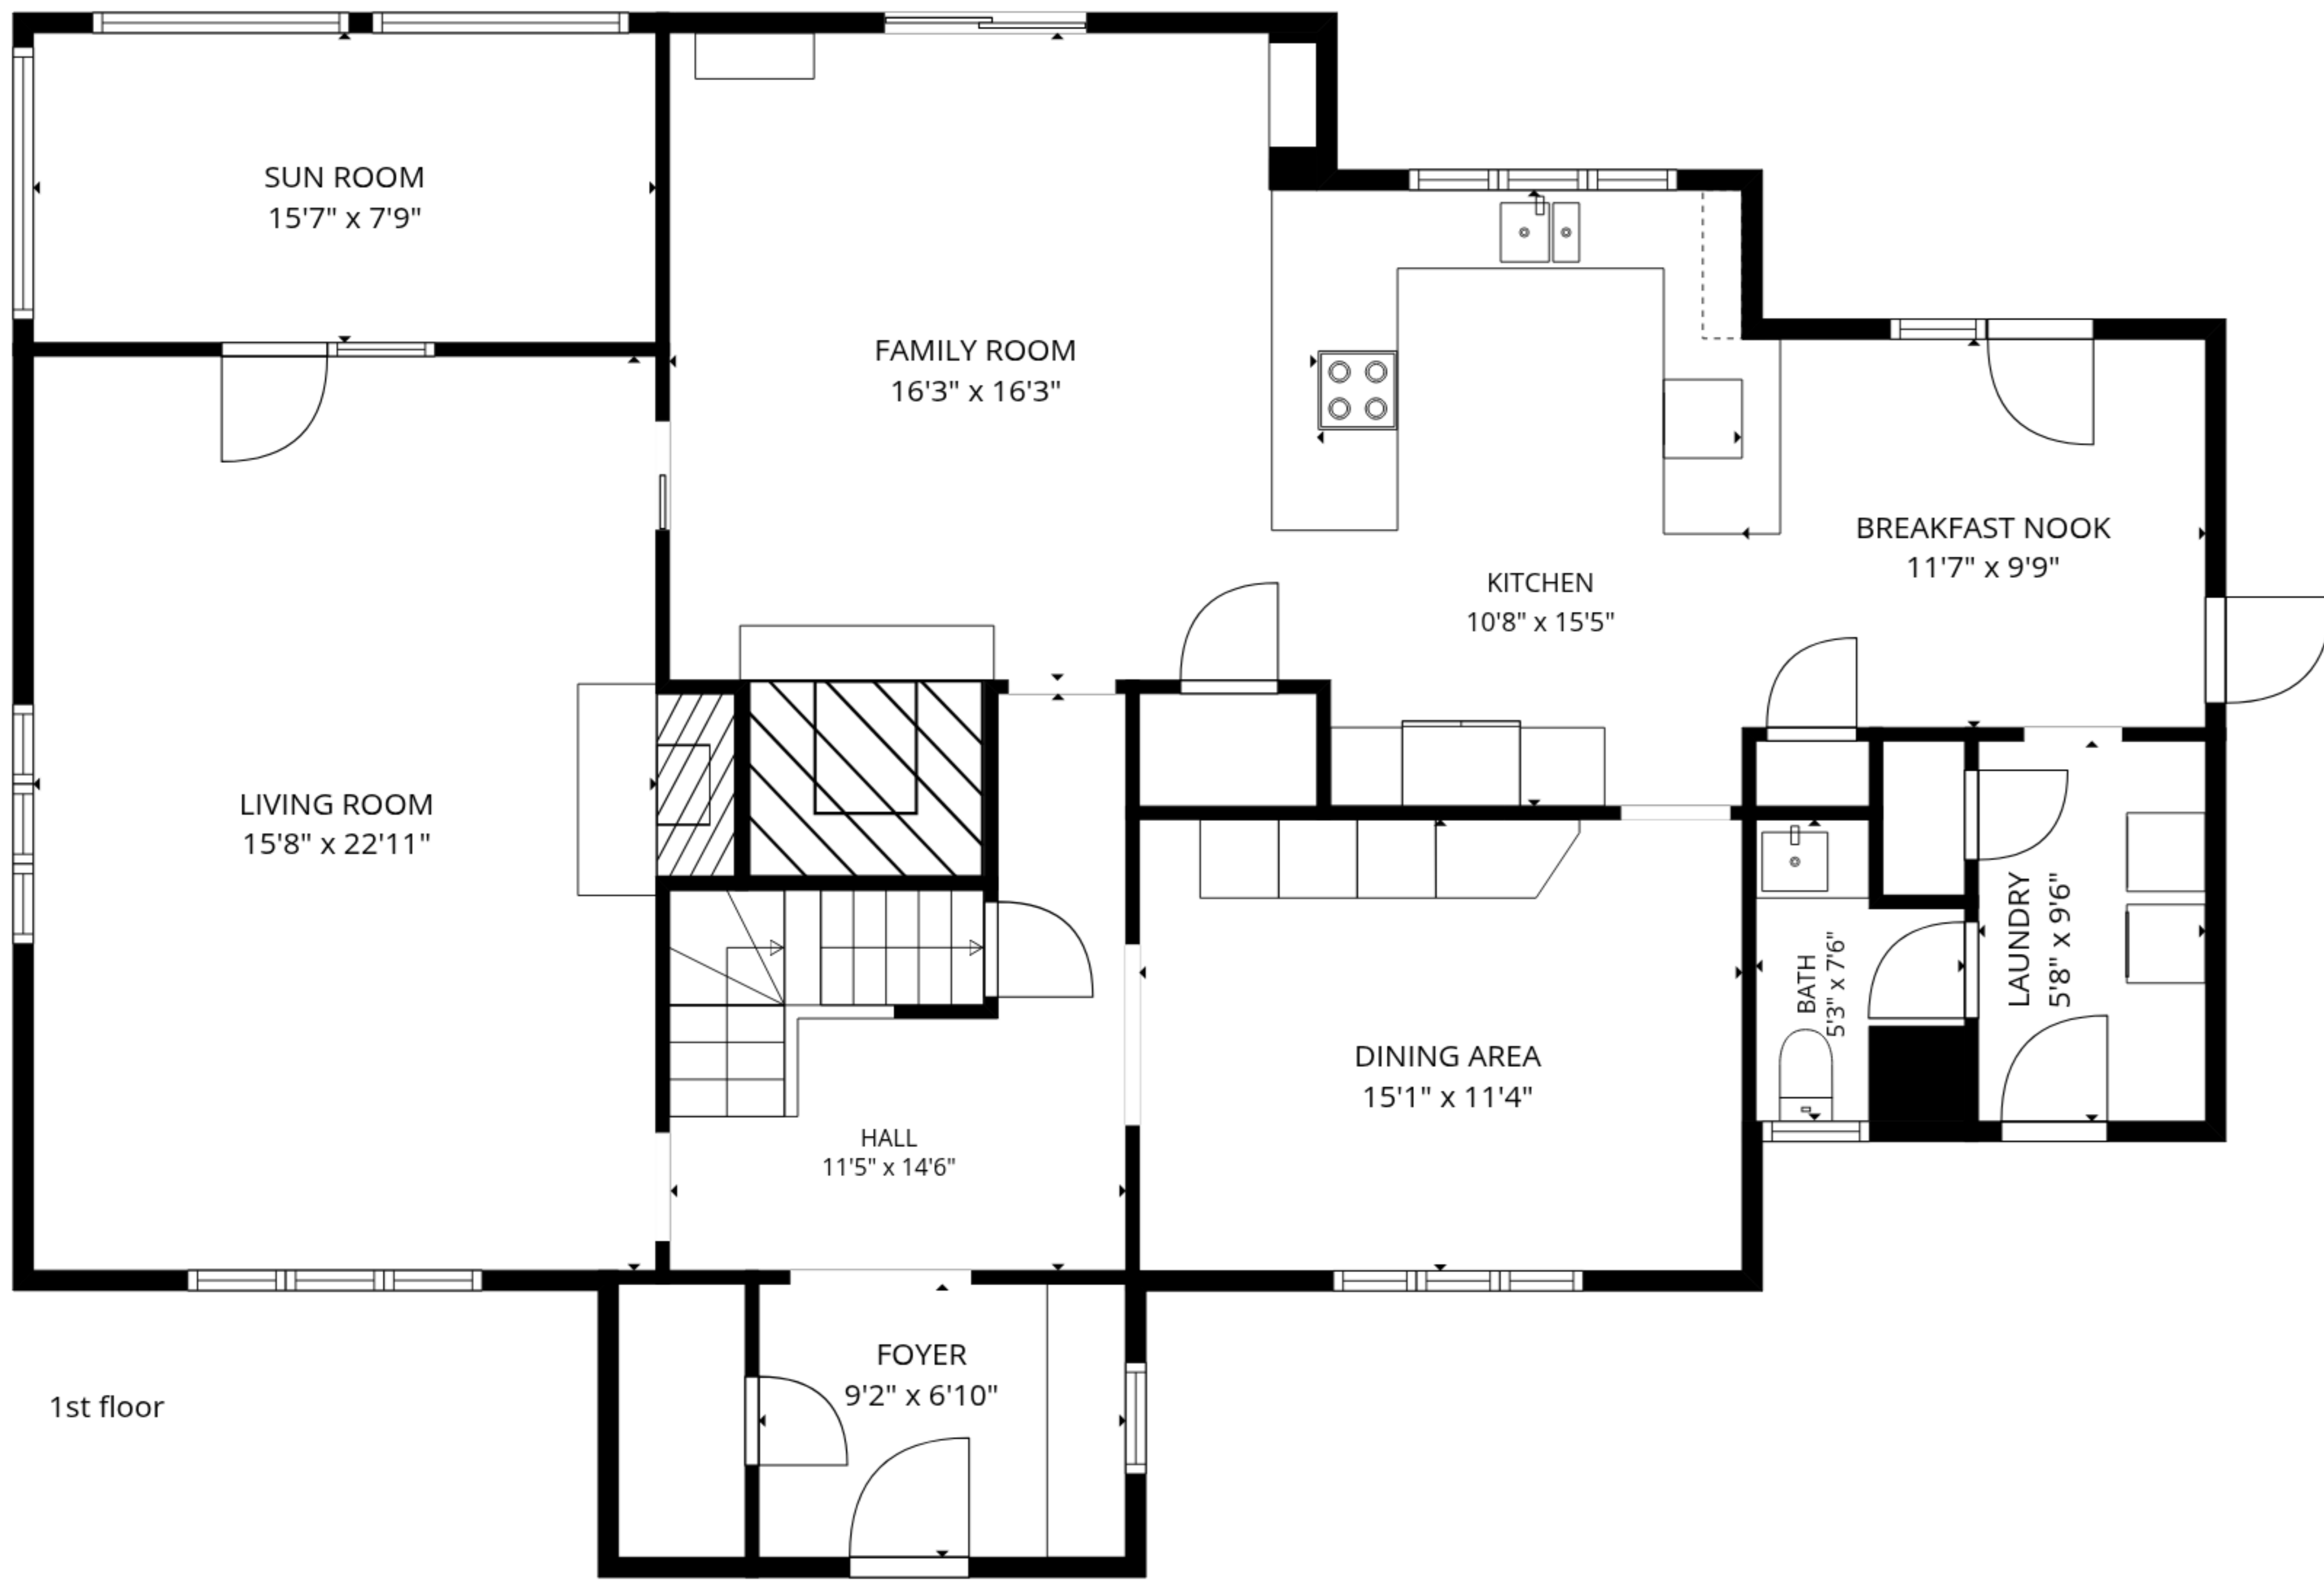 SUN ROOM
15'7" x 7'9"
FAMILY ROOM
16'3" x 16'3"
BREAKFAST NOOK
11'7" x 9'9"
KITCHEN
10'8" x 15'5"
LIVING ROOM
15'8" x 22'11"
LAUNDRY
5'8" x 9'6"
BATH
5'3" x 7'6"
DINING AREA
15'1" x 11'4"
HALL
11'5" x 14'6"
FOYER
9'2" x 6'10"
1st floor